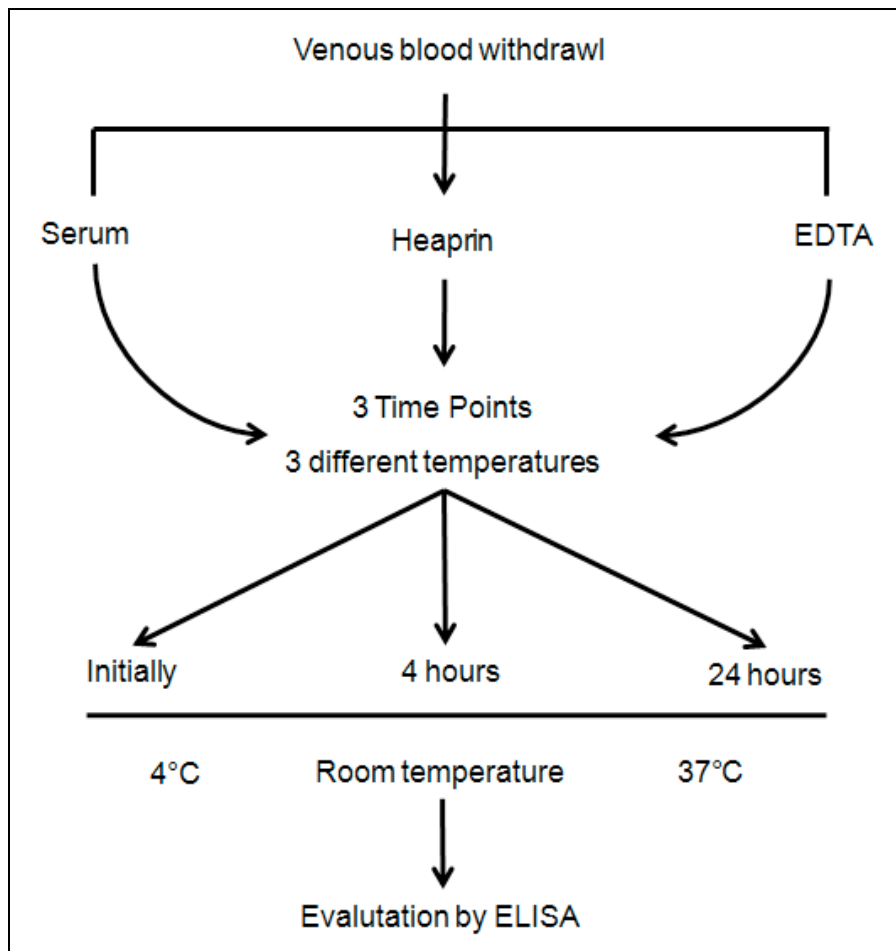 Venous blood withdrawl
Serum
Heaprin
EDTA
3 Time Points
3 different temperatures
Initially
4 hours
24 hours
4°C
Room temperature
37°C
Evalutation by ELISA